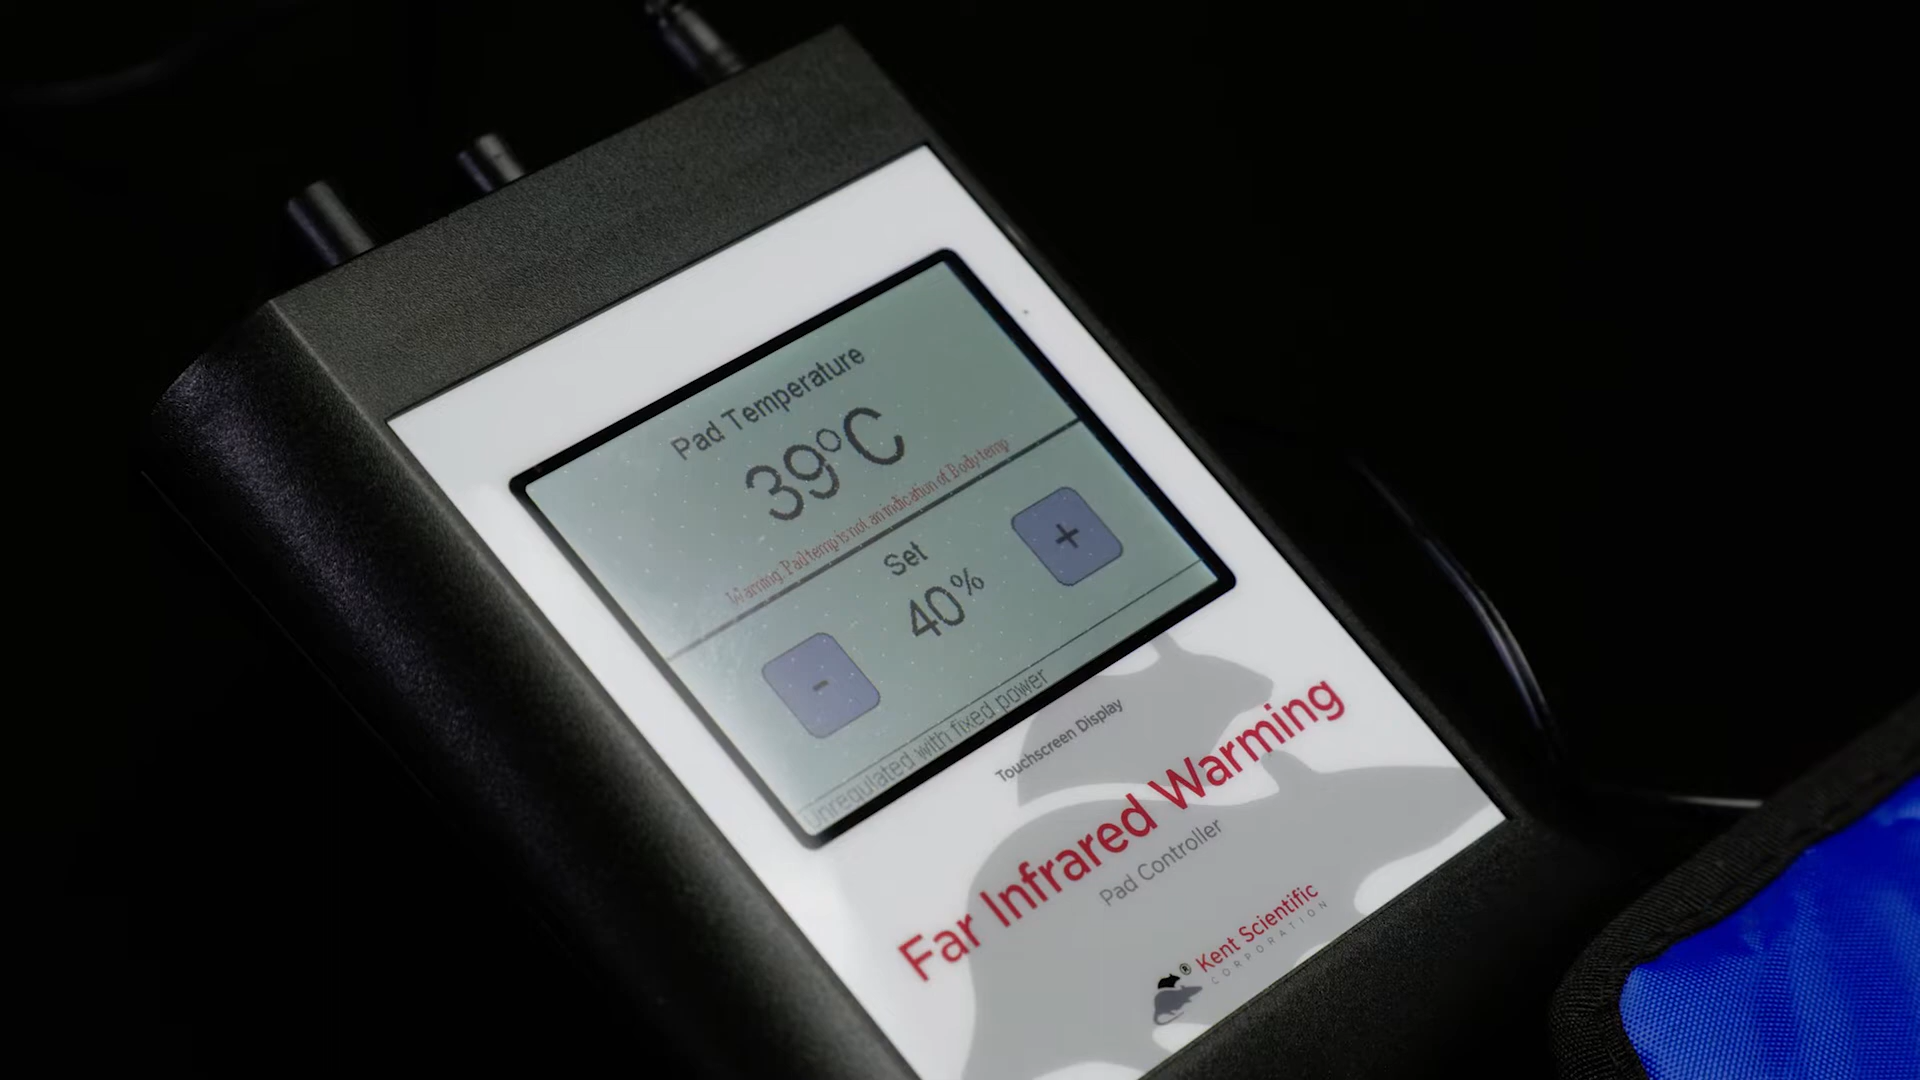 Pad Temperature
39°C
Warning: Pad temp is not an indication of Body temp
Set
40%
+
-
Unregulated with fixed power
Touchscreen Display
Far Infrared Warming
Pad Controller
® Kent Scientific
CORPORATION